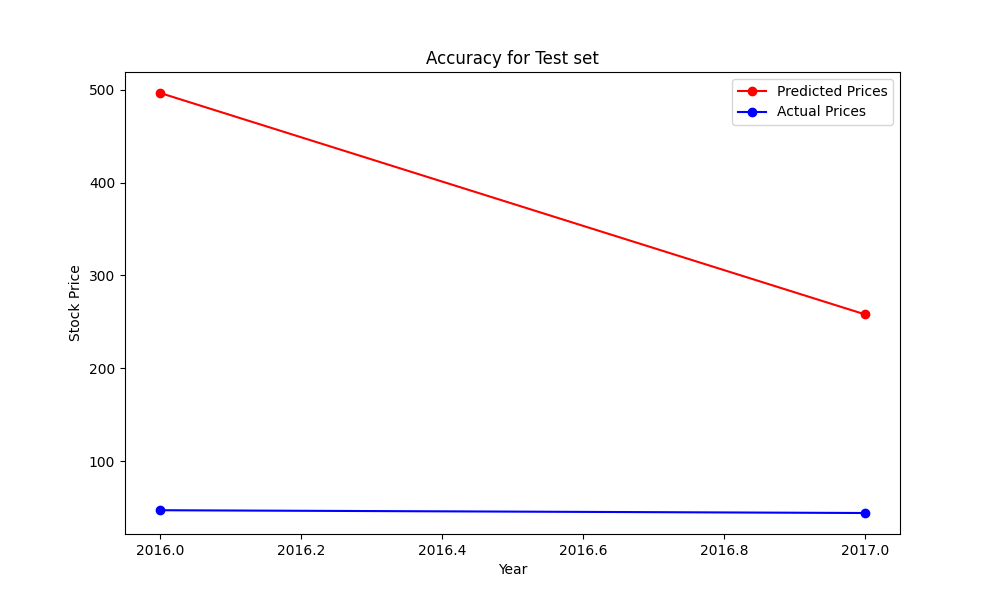 Accuracy for Test set
Predicted Prices
Actual Prices
500
400
300
200
100
Stock Price
2016.0 2016.2 2016.4 2016.6 2016.8 2017.0
Year